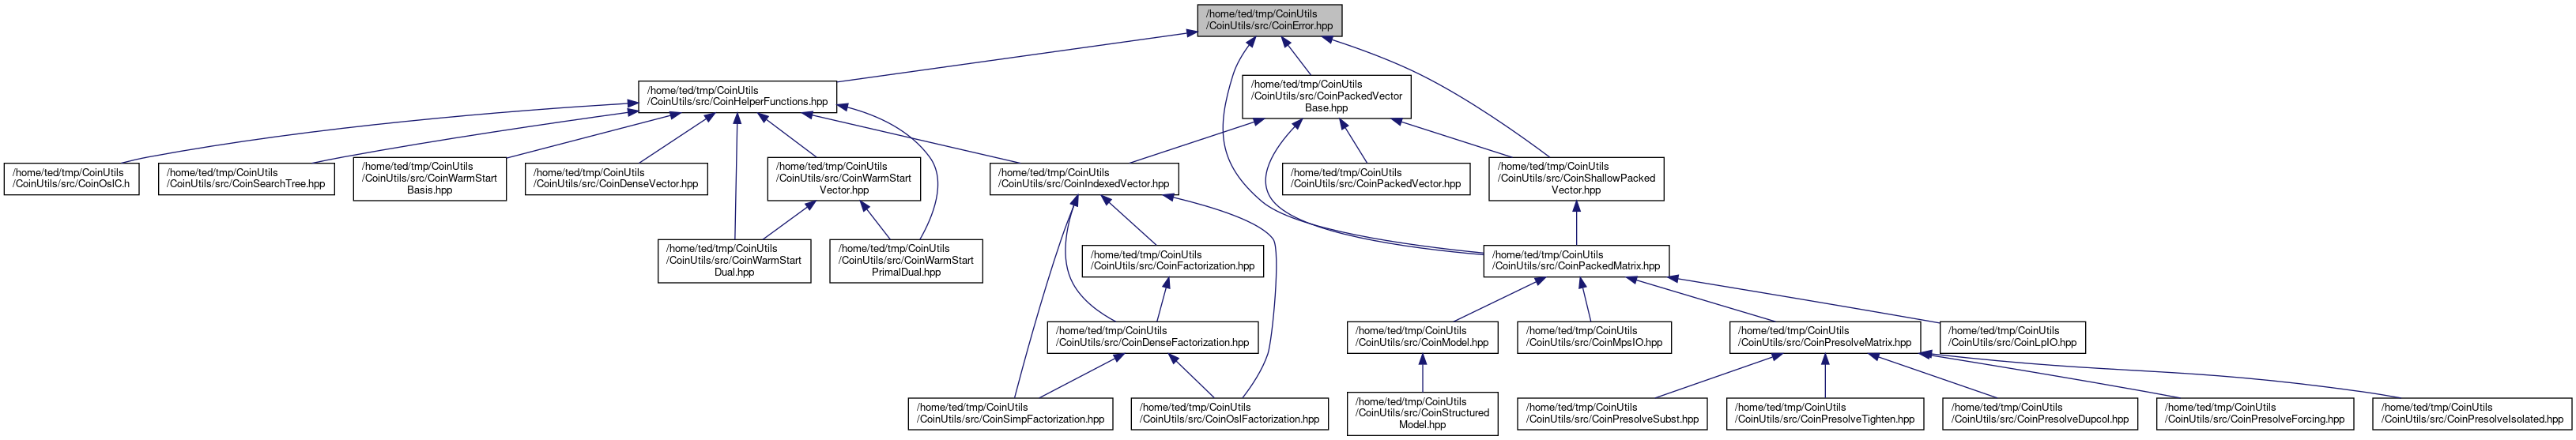 /home/ted/tmp/CoinUtils
/CoinUtils/src/CoinError.hpp
/home/ted/tmp/CoinUtils
/CoinUtils/src/CoinHelperFunctions.hpp
/home/ted/tmp/CoinUtils
/CoinUtils/src/CoinPackedVector
Base.hpp
/home/ted/tmp/CoinUtils
/CoinUtils/src/CoinOslC.h
/home/ted/tmp/CoinUtils
/CoinUtils/src/CoinSearchTree.hpp
/home/ted/tmp/CoinUtils
/CoinUtils/src/CoinWarmStart
Basis.hpp
/home/ted/tmp/CoinUtils
/CoinUtils/src/CoinDenseVector.hpp
/home/ted/tmp/CoinUtils
/CoinUtils/src/CoinWarmStart
Vector.hpp
/home/ted/tmp/CoinUtils
/CoinUtils/src/CoinIndexedVector.hpp
/home/ted/tmp/CoinUtils
/CoinUtils/src/CoinPackedVector.hpp
/home/ted/tmp/CoinUtils
/CoinUtils/src/CoinShallowPacked
Vector.hpp
/home/ted/tmp/CoinUtils
/CoinUtils/src/CoinWarmStart
Dual.hpp
/home/ted/tmp/CoinUtils
/CoinUtils/src/CoinWarmStart
PrimalDual.hpp
/home/ted/tmp/CoinUtils
/CoinUtils/src/CoinFactorization.hpp
/home/ted/tmp/CoinUtils
/CoinUtils/src/CoinPackedMatrix.hpp
/home/ted/tmp/CoinUtils
/CoinUtils/src/CoinDenseFactorization.hpp
/home/ted/tmp/CoinUtils
/CoinUtils/src/CoinModel.hpp
/home/ted/tmp/CoinUtils
/CoinUtils/src/CoinMpsIO.hpp
/home/ted/tmp/CoinUtils
/CoinUtils/src/CoinPresolveMatrix.hpp
/home/ted/tmp/CoinUtils
/CoinUtils/src/CoinLpIO.hpp
/home/ted/tmp/CoinUtils
/CoinUtils/src/CoinSimpFactorization.hpp
/home/ted/tmp/CoinUtils
/CoinUtils/src/CoinOslFactorization.hpp
/home/ted/tmp/CoinUtils
/CoinUtils/src/CoinStructured
Model.hpp
/home/ted/tmp/CoinUtils
/CoinUtils/src/CoinPresolveSubst.hpp
/home/ted/tmp/CoinUtils
/CoinUtils/src/CoinPresolveTighten.hpp
/home/ted/tmp/CoinUtils
/CoinUtils/src/CoinPresolveDupcol.hpp
/home/ted/tmp/CoinUtils
/CoinUtils/src/CoinPresolveForcing.hpp
/home/ted/tmp/CoinUtils
/CoinUtils/src/CoinPresolveIsolated.hpp